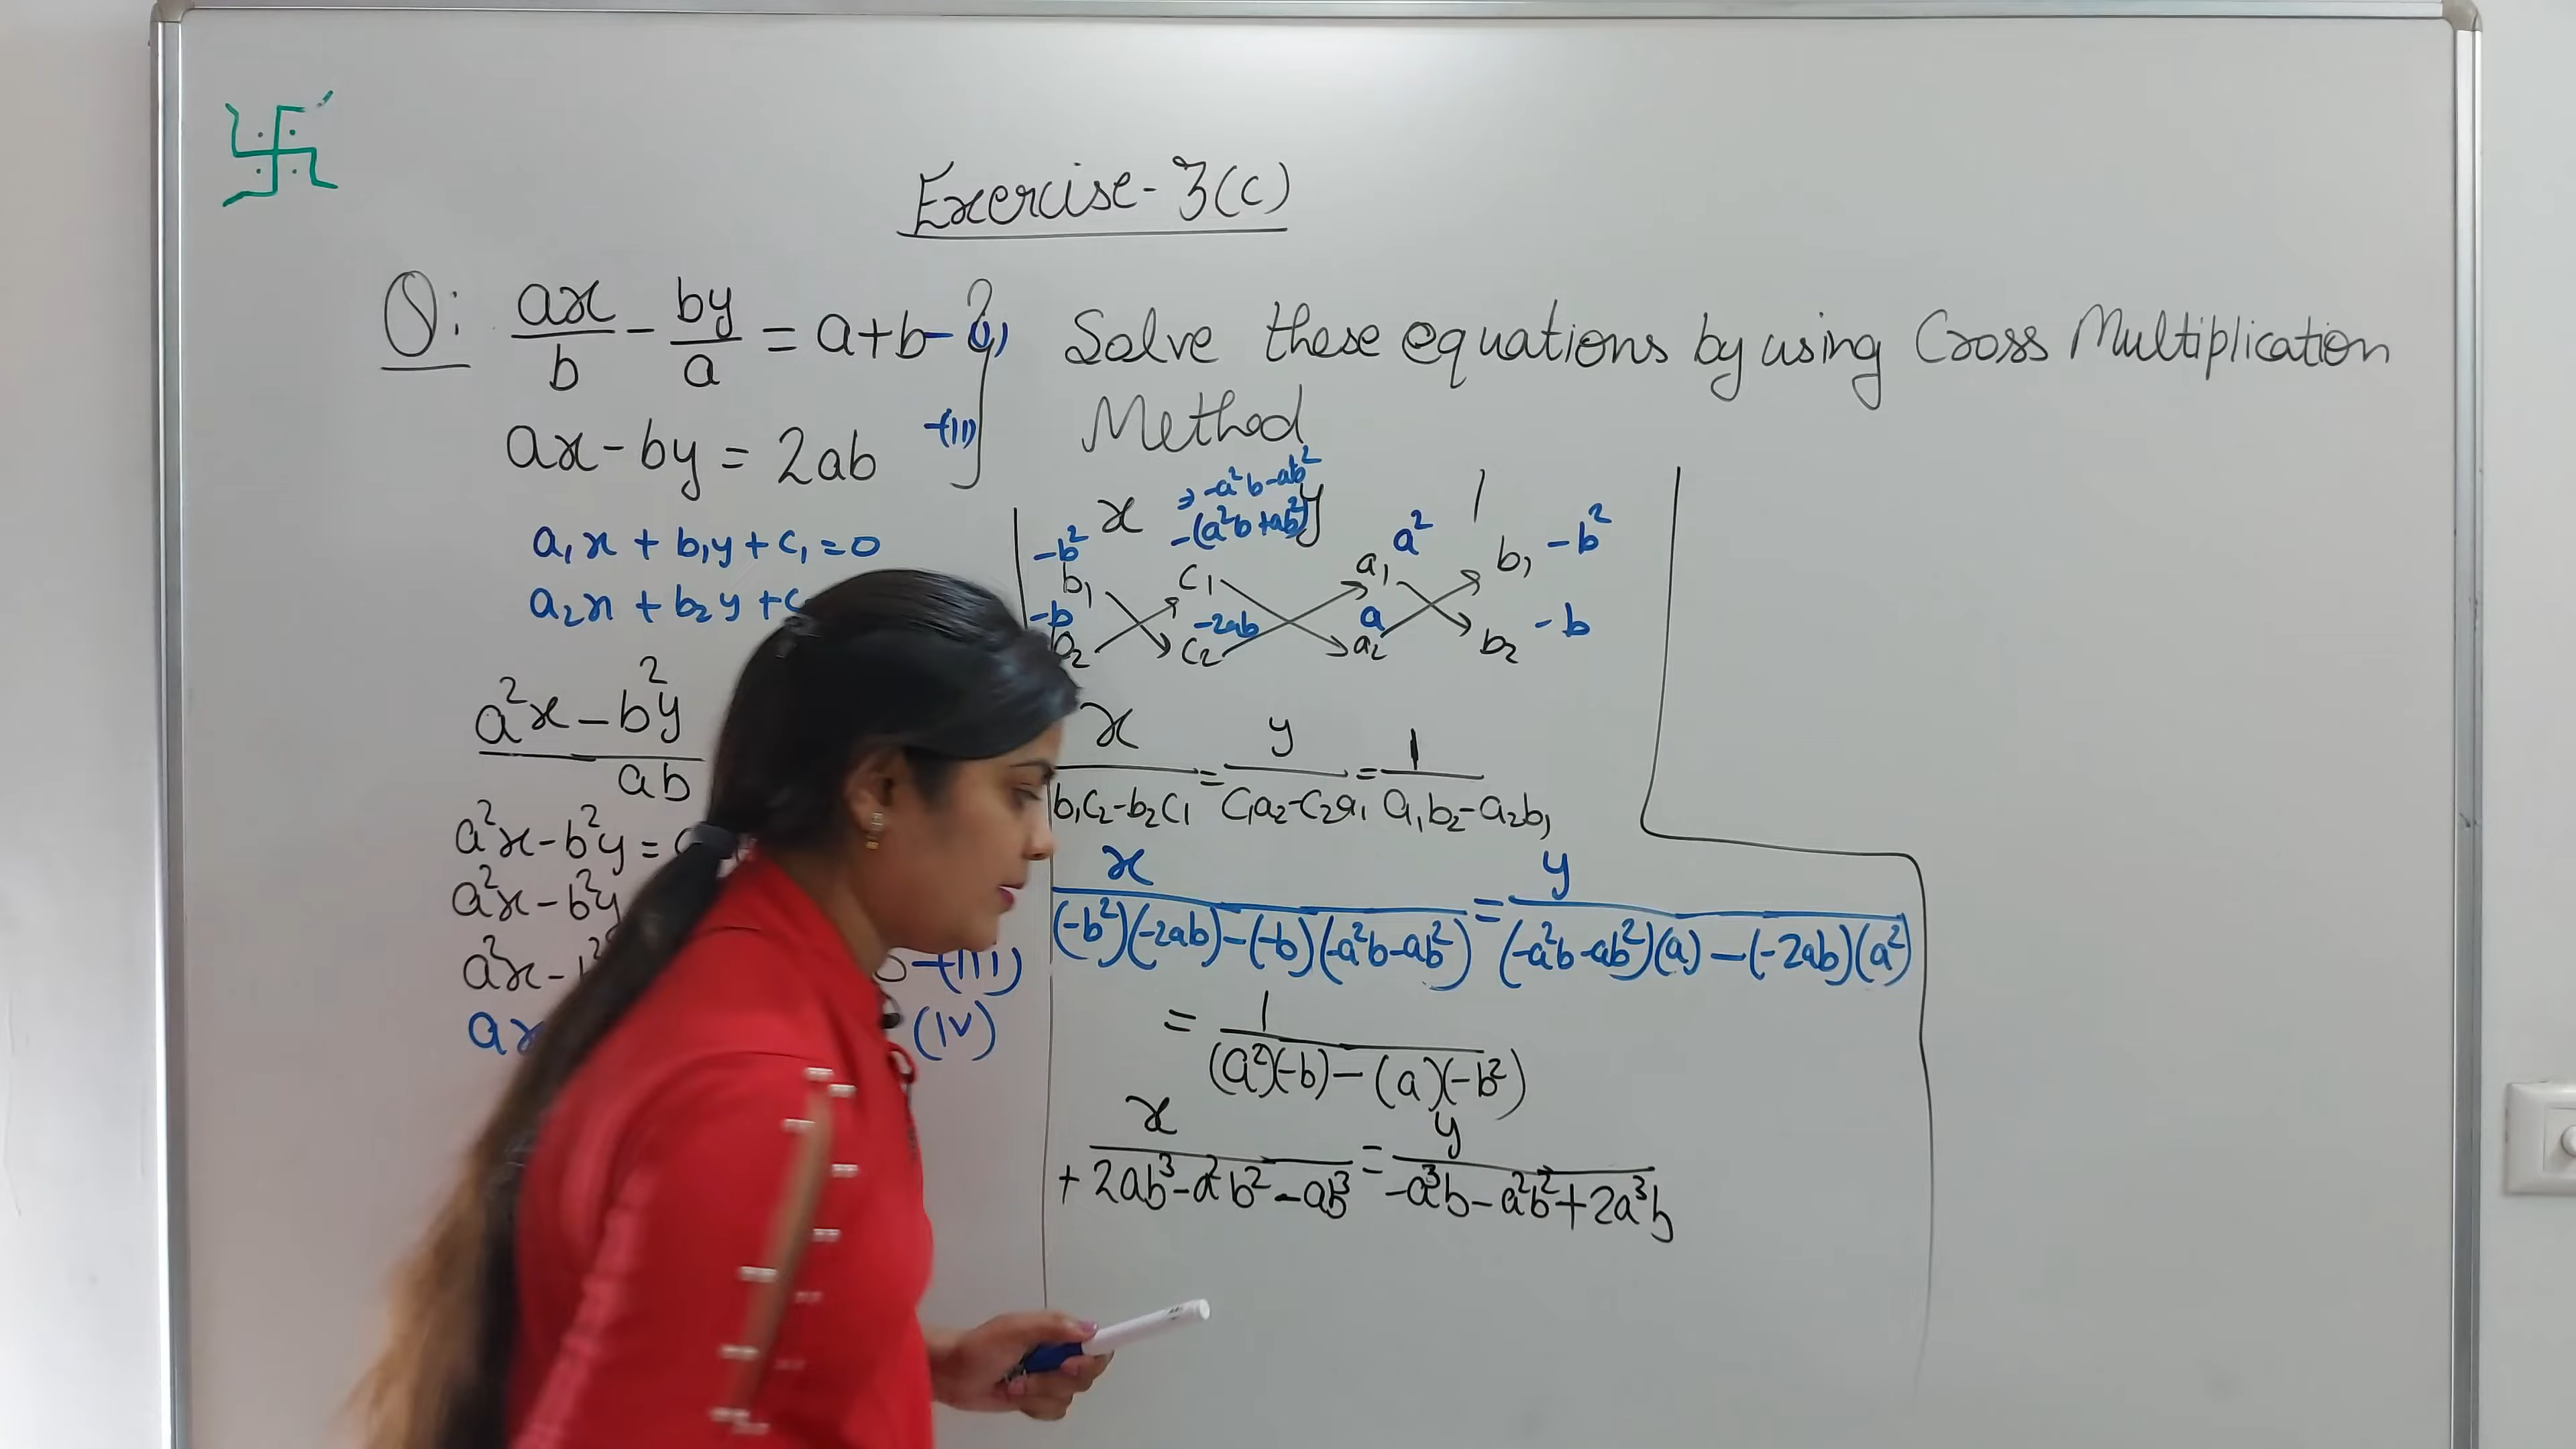 Exercise-3(c)
Q: ax/b - by/a = a+b -(i) Solve these equations by using Cross Multiplication
Method
ax - by = 2ab -(ii)
a₁x + b₁y + c₁ = 0
a₂x + b₂y + c
a²x - b²y
ab
a²x - b²y =
a²x - b²y
a²x -
b -(iii)
ax
(iv)
⇒ -a²b - ab²
x -(a²b + ab²) y 1
-b² a² -b²
b₁ c₁ a₁ b₁
-b -2ab a -b
c₂ a₂ b₂
x/(b₁c₂ - b₂c₁) = y/(c₁a₂ - c₂a₁) = 1/(a₁b₂ - a₂b₁)
x/((-b²)(-2ab) - (-b)(-a²b - ab²)) = y/((-a²b - ab²)(a) - (-2ab)(a²))
= 1/((a²)(-b) - (a)(-b²))
x/(+2ab³ - a²b² - ab³) = y/(-a³b - a²b² + 2a³b)